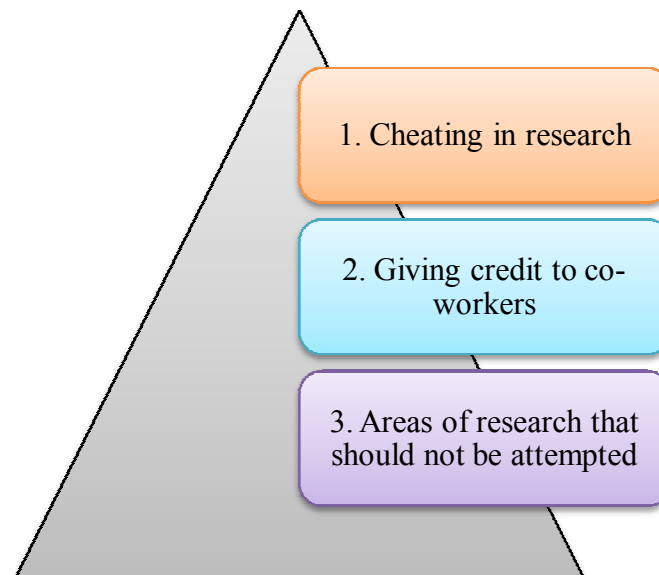 1. Cheating in research
2. Giving credit to co-
workers
3. Areas of research that
should not be attempted